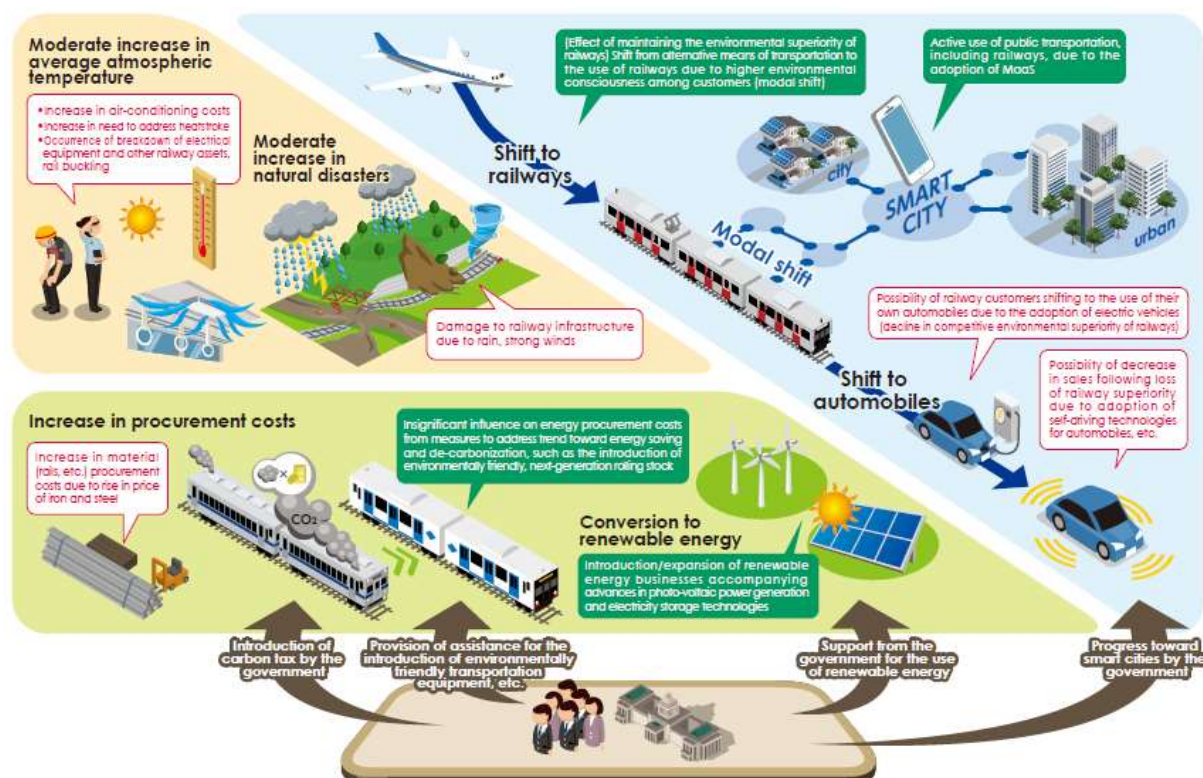 Moderate increase in
average atmospheric
temperature
•Increase in air-conditioning costs
•Increase in need to address heatstroke
•Occurrence of breakdown of electrical
equipment and other railway assets,
rail buckling
Moderate
increase in
natural disasters
Damage to railway infrastructure
due to rain, strong winds
(Effect of maintaining the environmental superiority of
railways) Shift from alternative means of transportation to
the use of railways due to higher environmental
consciousness among customers (modal shift)
Active use of public transportation,
including railways, due to the
adoption of MaaS
Shift to
railways
city
SMART
CITY
urban
Modal shift
Possibility of railway customers shifting to the use of their
own automobiles due to the adoption of electric vehicles
(decline in competitive environmental superiority of railways)
Shift to
automobiles
Possibility of decrease
in sales following loss
of railway superiority
due to adoption of
self-driving technologies
for automobiles, etc.
Increase in procurement costs
Increase in material
(rails, etc.) procurement
costs due to rise in price
of iron and steel
×
CO2
Insignificant influence on energy procurement costs
from measures to address trend toward energy saving
and de-carbonization, such as the introduction of
environmentally friendly, next-generation rolling stock
Conversion to
renewable energy
Introduction/expansion of renewable
energy businesses accompanying
advances in photo-voltaic power generation
and electricity storage technologies
Introduction of
carbon tax by the
government
Provision of assistance for the
introduction of environmentally
friendly transportation
equipment, etc.
Support from the
government for the use
of renewable energy
Progress toward
smart cities by the
government